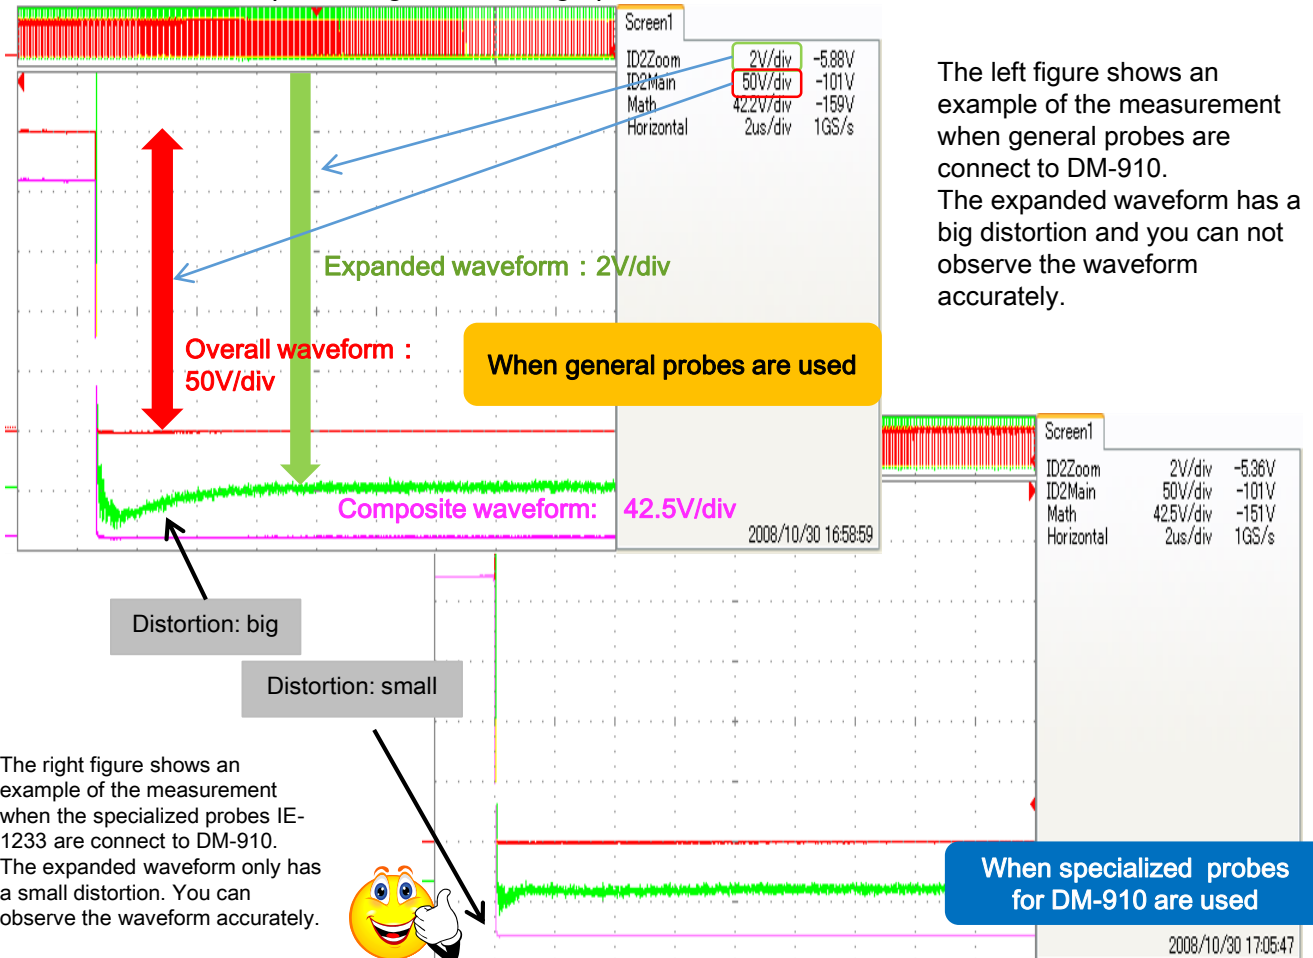 Screen1
ID2Zoom 2V/div -5.88V
ID2Main 50V/div -101V
Math 42.2V/div -159V
Horizontal 2us/div 1GS/s
The left figure shows an
example of the measurement
when general probes are
connect to DM-910.
The expanded waveform has a
big distortion and you can not
observe the waveform
accurately.
Expanded waveform：2V/div
Overall waveform：
50V/div
When general probes are used
Composite waveform: 42.5V/div
2008/10/30 16:58:59
Screen1
ID2Zoom 2V/div -5.36V
ID2Main 50V/div -101V
Math 42.5V/div -151V
Horizontal 2us/div 1GS/s
Distortion: big
Distortion: small
The right figure shows an
example of the measurement
when the specialized probes IE-
1233 are connect to DM-910.
The expanded waveform only has
a small distortion. You can
observe the waveform accurately.
When specialized probes
for DM-910 are used
2008/10/30 17:05:47